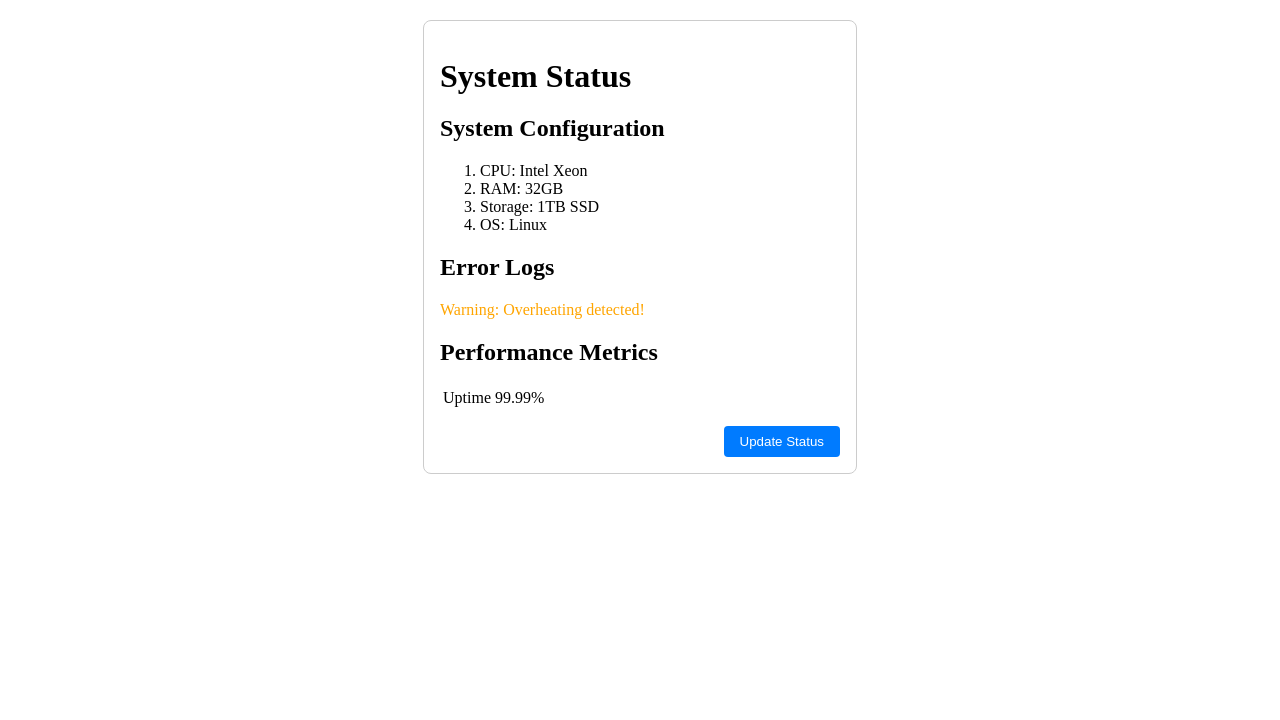 System Status
System Configuration
1. CPU: Intel Xeon
2. RAM: 32GB
3. Storage: 1TB SSD
4. OS: Linux
Error Logs
Warning: Overheating detected!
Performance Metrics
Uptime 99.99%
Update Status